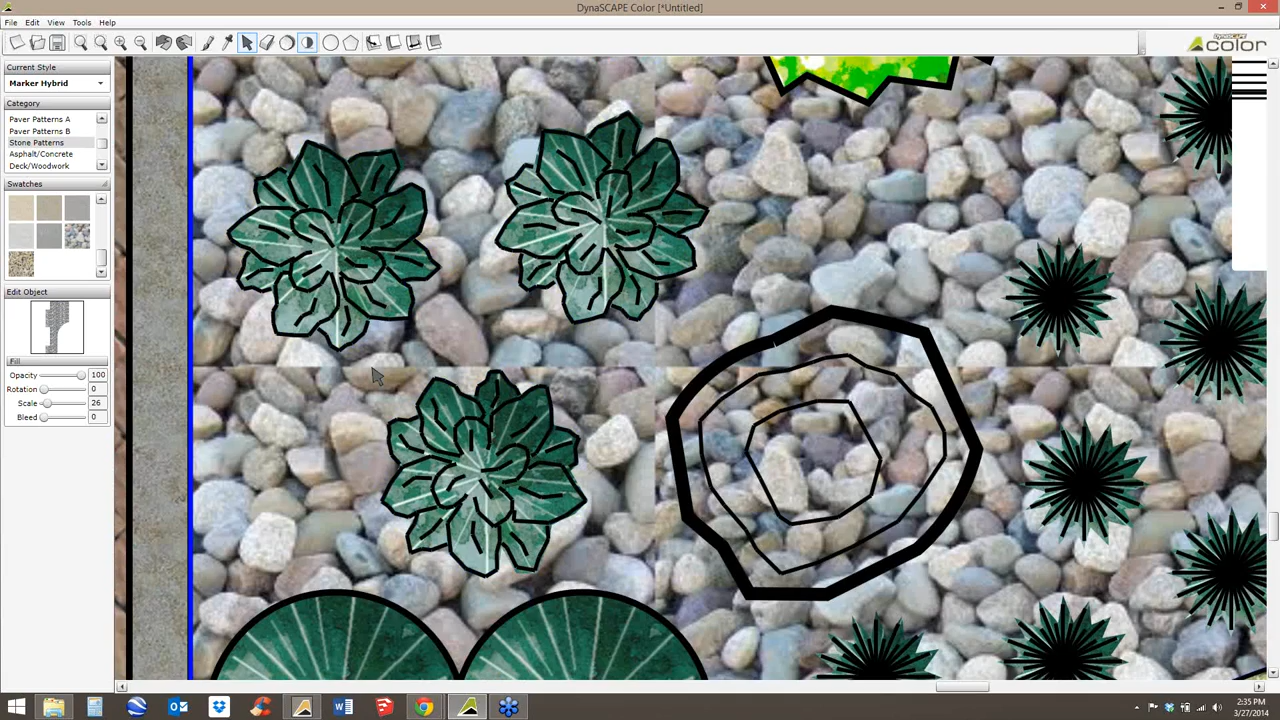 DynaSCAPE Color [*Untitled]
File Edit View Tools Help
DynaSCAPE
color
Current Style
Marker Hybrid
Category
Paver Patterns A
Paver Patterns B
Stone Patterns
Asphalt/Concrete
Deck/Woodwork
Swatches
Edit Object
Fill
Opacity 100
Rotation 0
Scale 26
Bleed 0
2:35 PM
3/27/2014